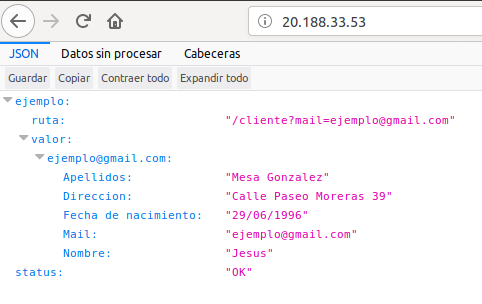 20.188.33.53
JSON Datos sin procesar Cabeceras
Guardar Copiar Contraer todo Expandir todo
ejemplo:
ruta: "/cliente?mail=ejemplo@gmail.com"
valor:
ejemplo@gmail.com:
Apellidos: "Mesa Gonzalez"
Direccion: "Calle Paseo Moreras 39"
Fecha de nacimiento: "29/06/1996"
Mail: "ejemplo@gmail.com"
Nombre: "Jesus"
status: "OK"